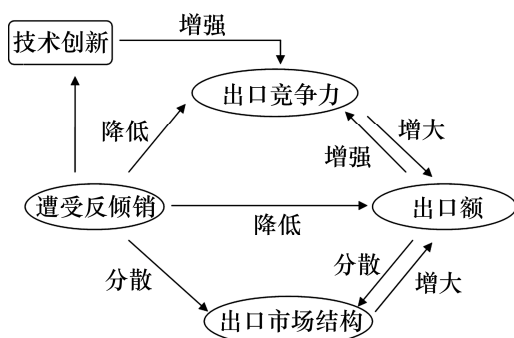 技术创新
增强
出口竞争力
降低
增大
增强
遭受反倾销
降低
出口额
分散
分散
增大
出口市场结构